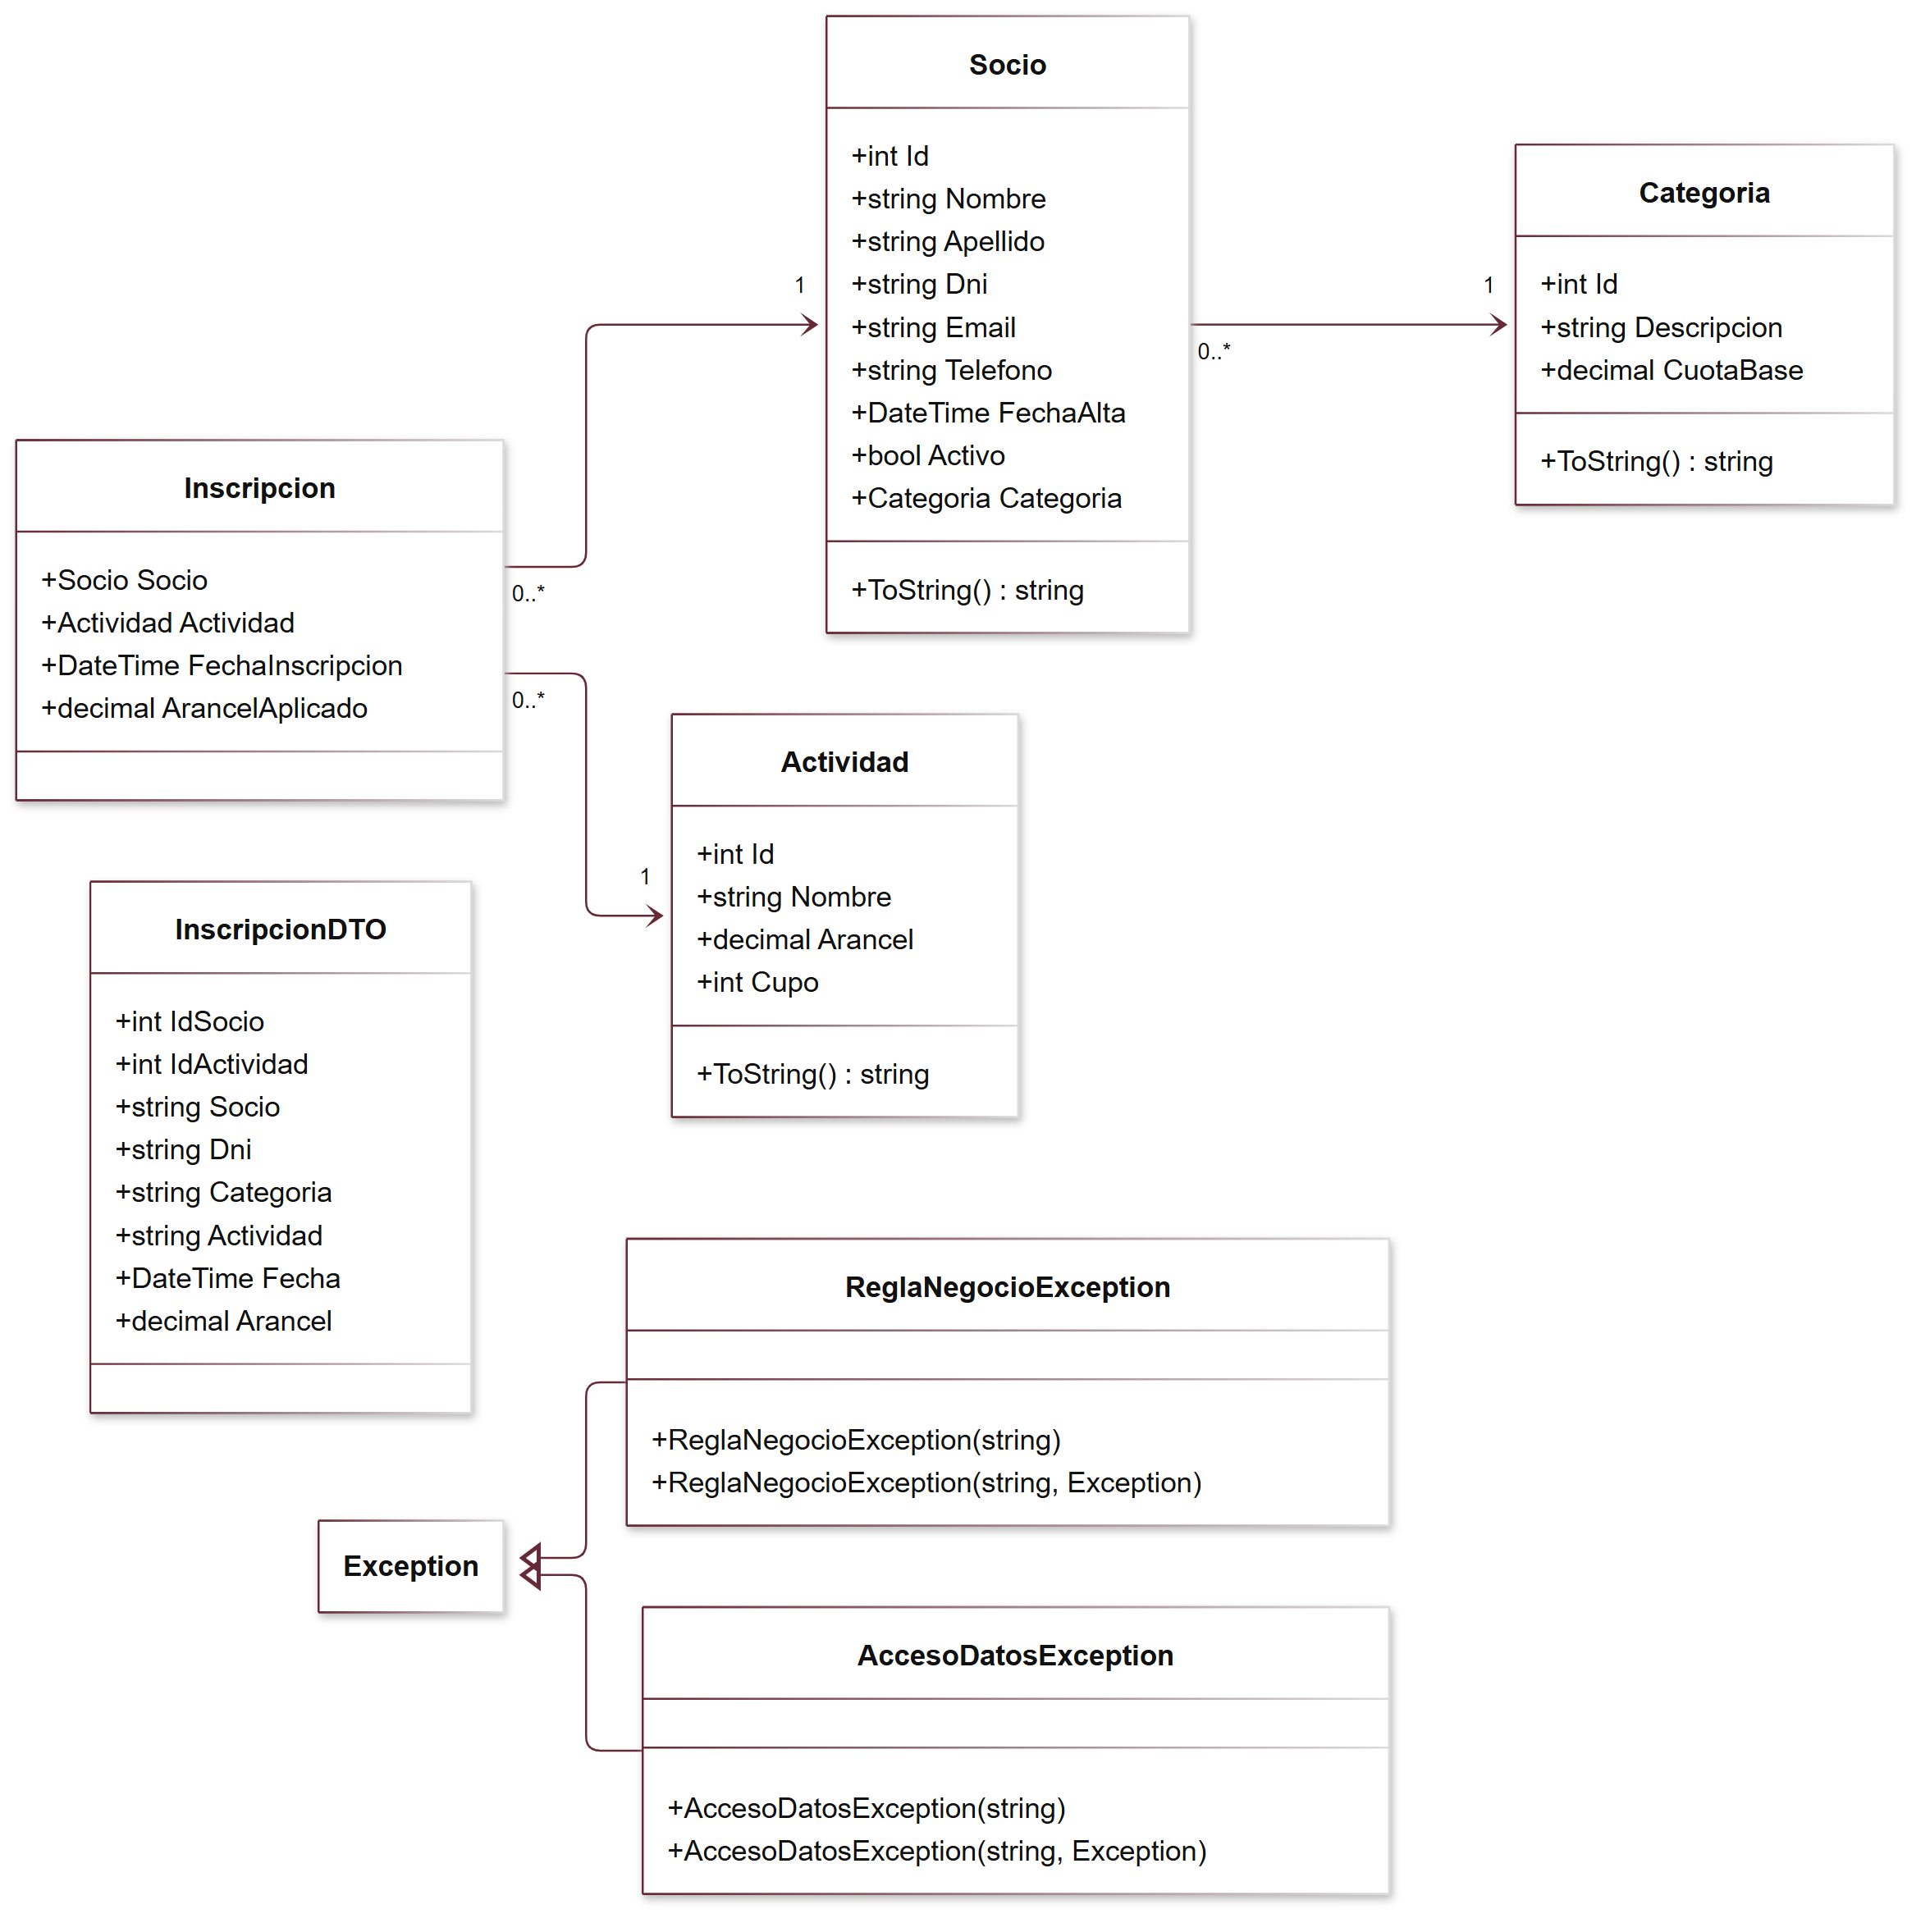 Socio
+int Id
+string Nombre
+string Apellido
+string Dni
+string Email
+string Telefono
+DateTime FechaAlta
+bool Activo
+Categoria Categoria
+ToString() : string
1
0..*
1
Categoria
+int Id
+string Descripcion
+decimal CuotaBase
+ToString() : string
Inscripcion
+Socio Socio
+Actividad Actividad
+DateTime FechaInscripcion
+decimal ArancelAplicado
0..*
0..*
1
Actividad
+int Id
+string Nombre
+decimal Arancel
+int Cupo
+ToString() : string
InscripcionDTO
+int IdSocio
+int IdActividad
+string Socio
+string Dni
+string Categoria
+string Actividad
+DateTime Fecha
+decimal Arancel
ReglaNegocioException
+ReglaNegocioException(string)
+ReglaNegocioException(string, Exception)
Exception
AccesoDatosException
+AccesoDatosException(string)
+AccesoDatosException(string, Exception)